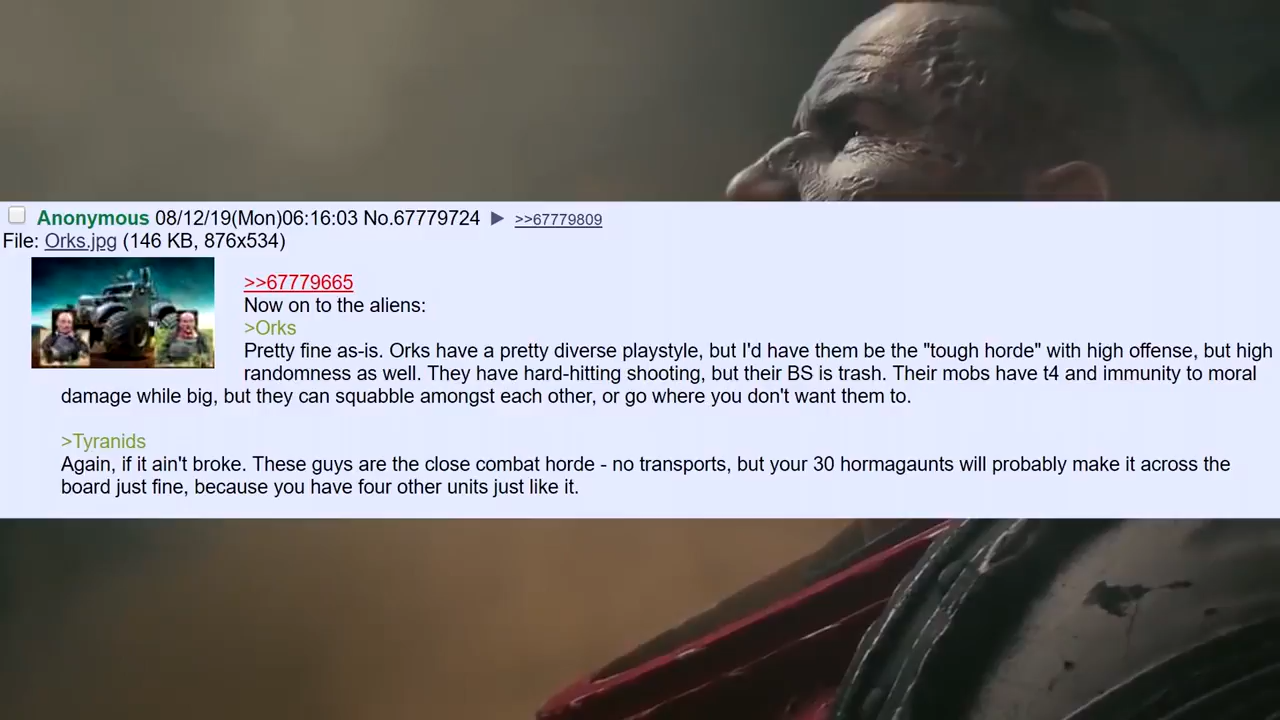 Anonymous 08/12/19(Mon)06:16:03 No.67779724 ▶ >>67779809
File: Orks.jpg (146 KB, 876x534)
>>67779665
Now on to the aliens:
>Orks
Pretty fine as-is. Orks have a pretty diverse playstyle, but I'd have them be the "tough horde" with high offense, but high
randomness as well. They have hard-hitting shooting, but their BS is trash. Their mobs have t4 and immunity to moral
damage while big, but they can squabble amongst each other, or go where you don't want them to.
>Tyranids
Again, if it ain't broke. These guys are the close combat horde - no transports, but your 30 hormagaunts will probably make it across the
board just fine, because you have four other units just like it.